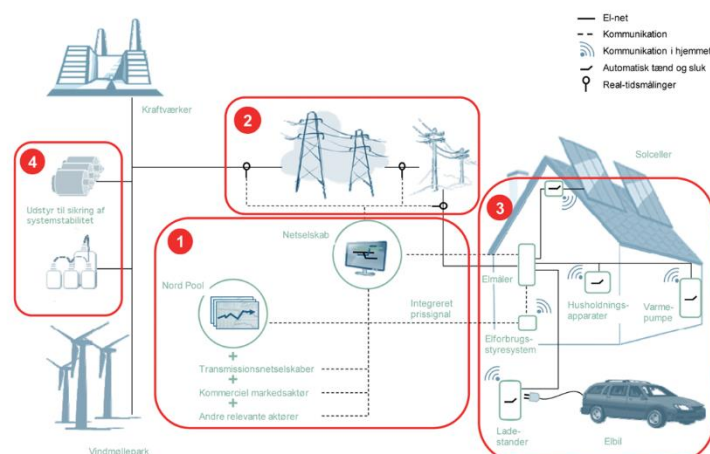 El-net
Kommunikation
Kommunikation i hjemmet
Automatisk tænd og sluk
Real-tidsmålinger
Kraftværker
2
4
Udstyr til sikring af
systemstabilitet
Solceller
3
1
Netselskab
Nord Pool
Integreret
prissignal
Elmåler
Husholdnings-
apparater
Varme-
pumpe
Elforbrugs-
styresystem
+
Transmissionsnetselskaber
+
Kommerciel markedsaktør
+
Andre relevante aktører
Lade-
stander
Elbil
Vindmøllepark